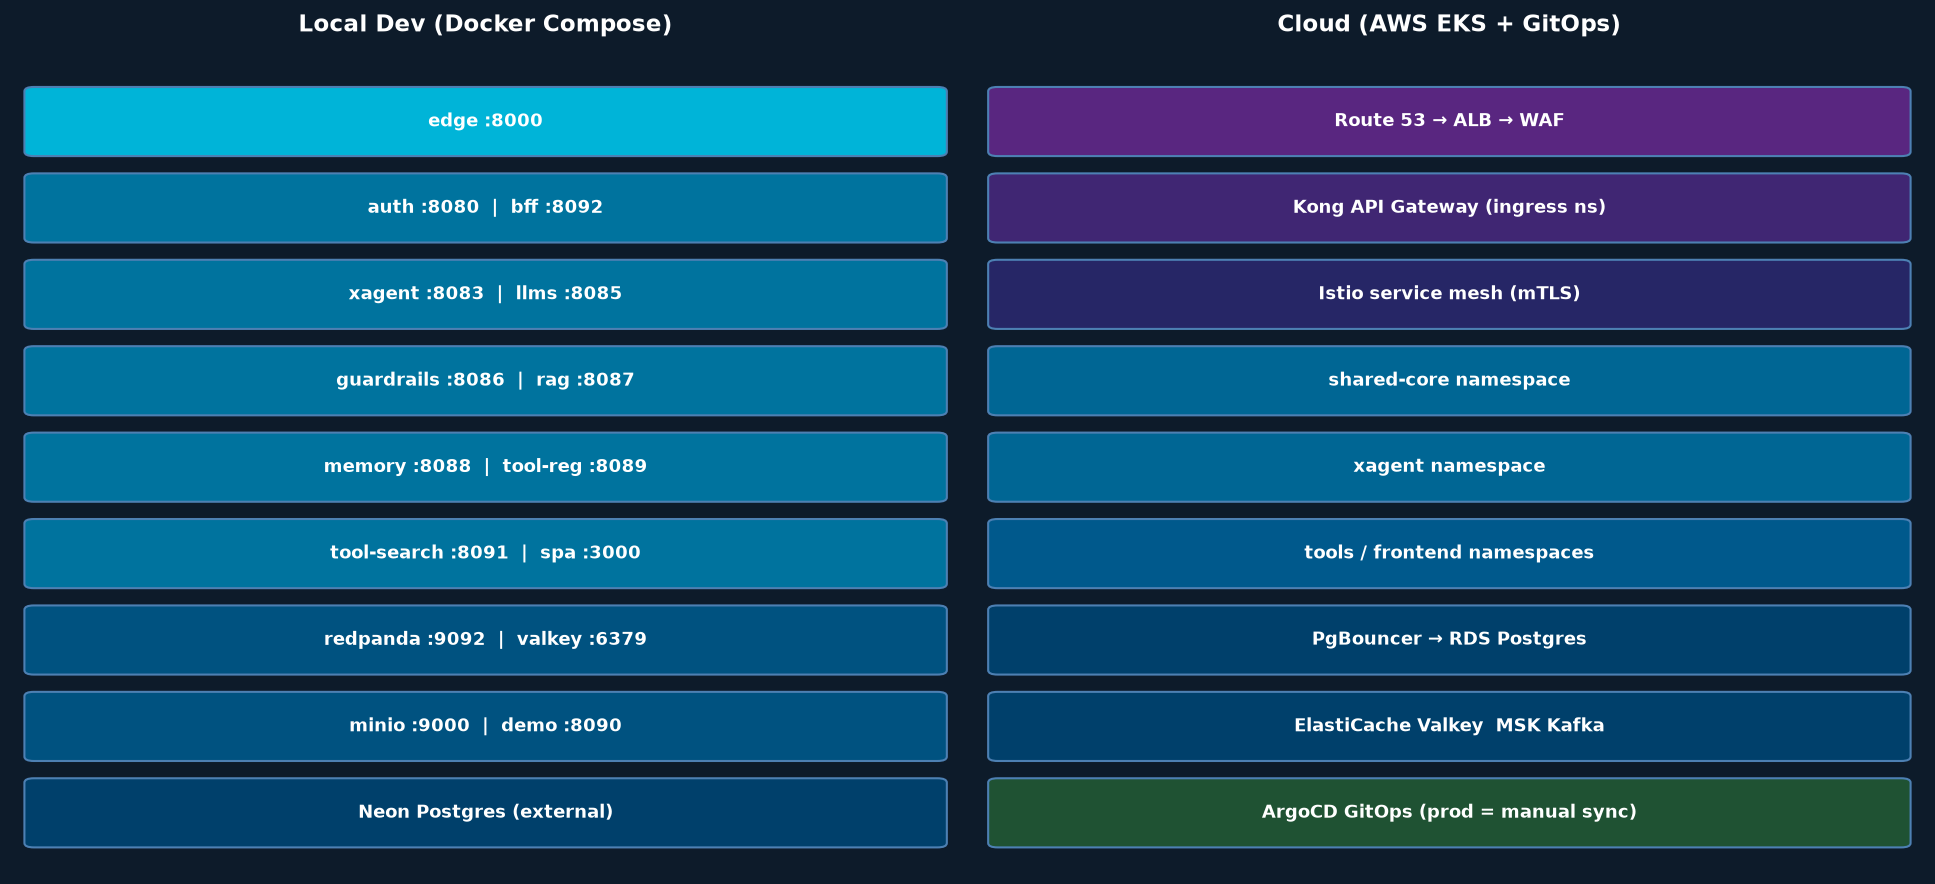 Local Dev (Docker Compose)
edge :8000
auth :8080 | bff :8092
xagent :8083 | llms :8085
guardrails :8086 | rag :8087
memory :8088 | tool-reg :8089
tool-search :8091 | spa :3000
redpanda :9092 | valkey :6379
minio :9000 | demo :8090
Neon Postgres (external)
Cloud (AWS EKS + GitOps)
Route 53 → ALB → WAF
Kong API Gateway (ingress ns)
Istio service mesh (mTLS)
shared-core namespace
xagent namespace
tools / frontend namespaces
PgBouncer → RDS Postgres
ElastiCache Valkey  MSK Kafka
ArgoCD GitOps (prod = manual sync)